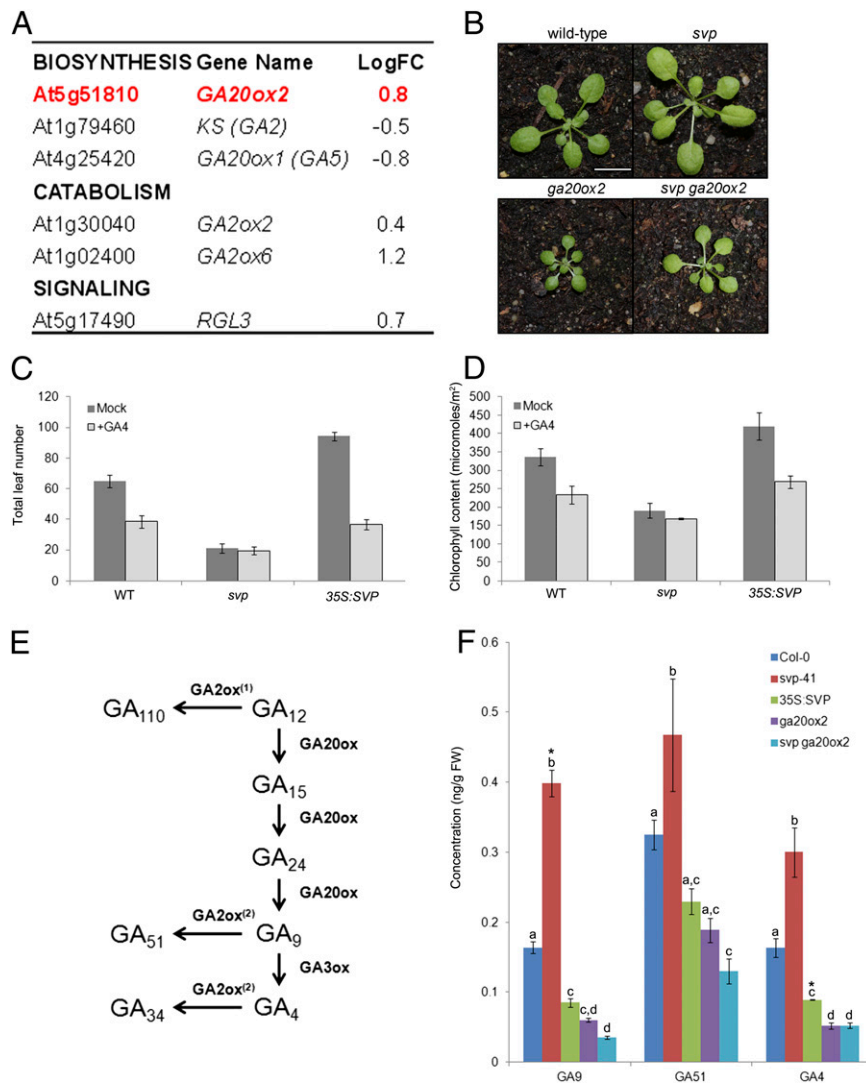 A
BIOSYNTHESIS Gene Name LogFC
At5g51810 GA20ox2 0.8
At1g79460 KS (GA2) -0.5
At4g25420 GA20ox1 (GA5) -0.8
CATABOLISM
At1g30040 GA2ox2 0.4
At1g02400 GA2ox6 1.2
SIGNALING
At5g17490 RGL3 0.7
B
wild-type svp
ga20ox2 svp ga20ox2
C
Total leaf number
120
100
80
60
40
20
0
Mock
+GA4
WT svp 35S:SVP
D
Chlorophyll content (micromoles/m²)
500
450
400
350
300
250
200
150
100
50
0
Mock
+GA4
WT svp 35S:SVP
E
GA110 GA2ox(1) GA12
GA20ox
GA15
GA20ox
GA24
GA20ox
GA51 GA2ox(2) GA9
GA3ox
GA34 GA2ox(2) GA4
F
Concentration (ng/g FW)
0.6
0.5
0.4
0.3
0.2
0.1
0
Col-0
svp-41
35S:SVP
ga20ox2
svp ga20ox2
a * b c c,d d
a b a,c a,c c
a b * c d d
GA9 GA51 GA4